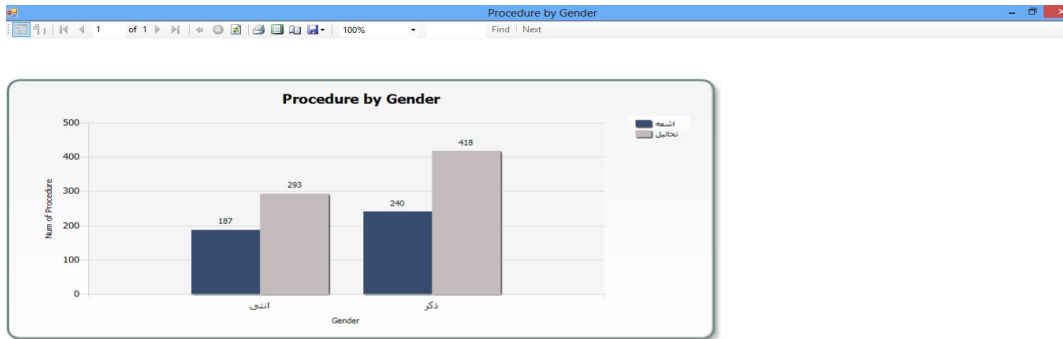 Procedure by Gender
1 of 1 100% Find | Next
Procedure by Gender
اشعه
تحاليل
500
400
300
200
100
0
Num of Procedure
187
293
240
418
انثى
ذكر
Gender